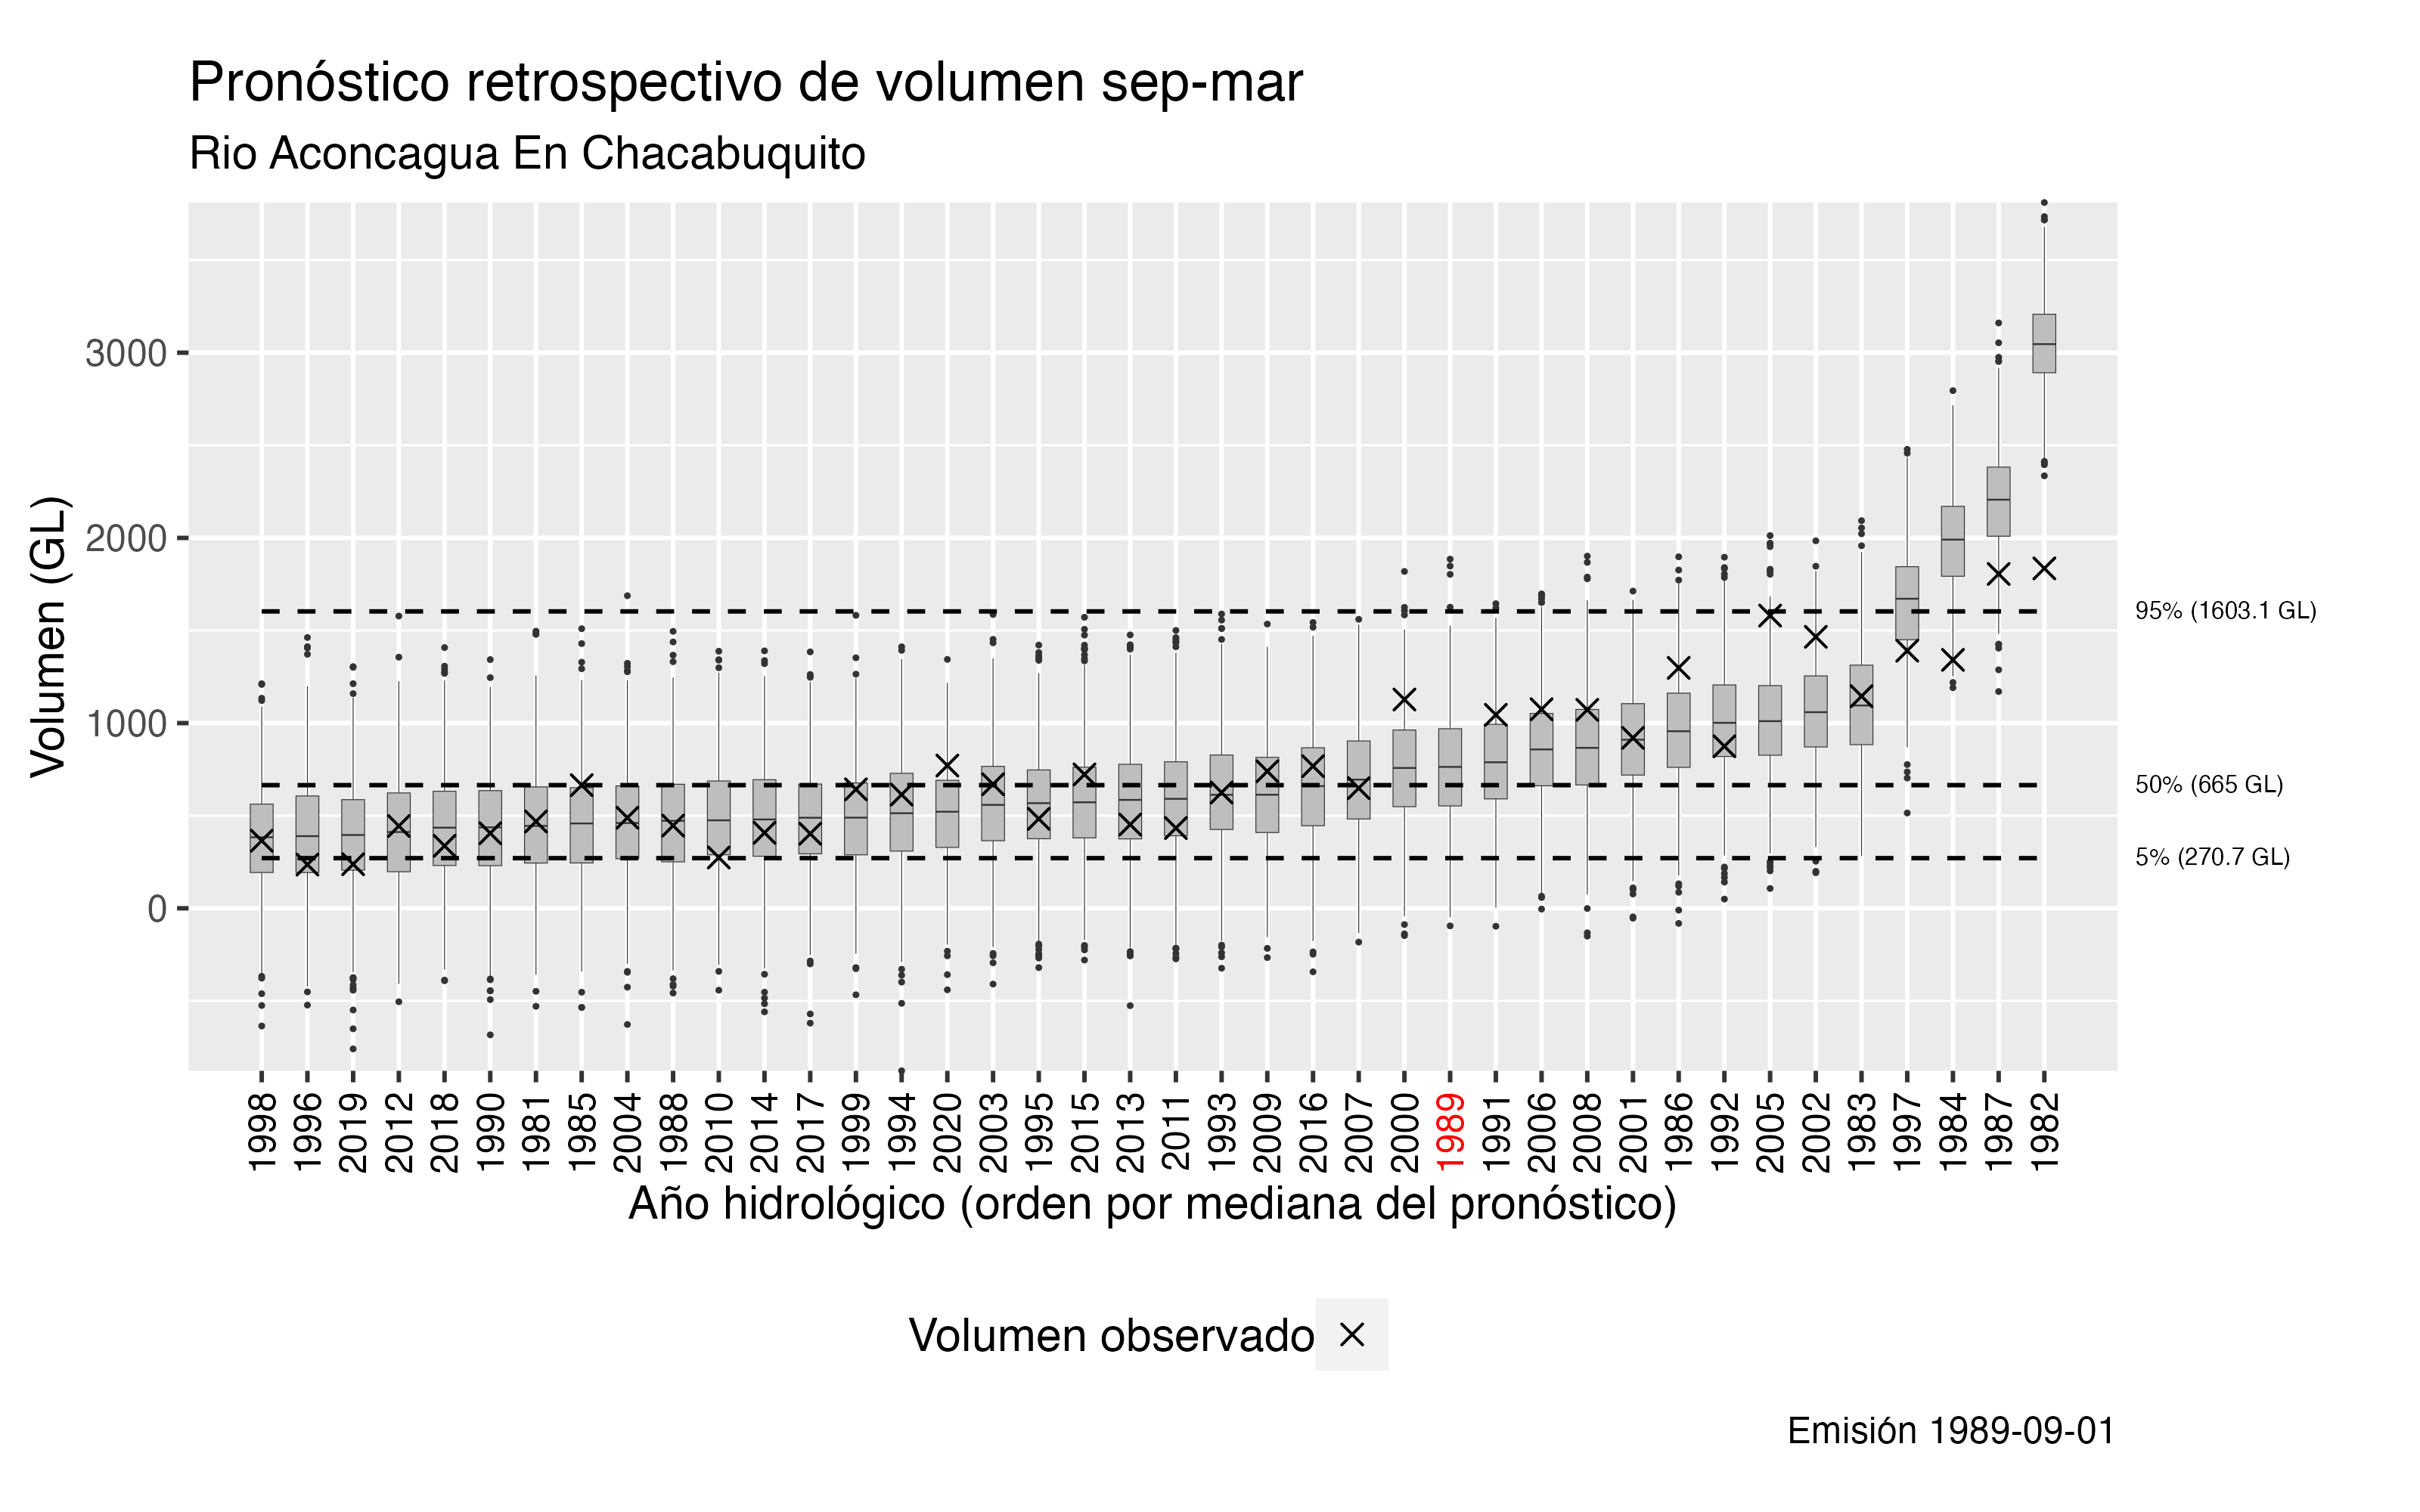 Pronóstico retrospectivo de volumen sep-mar
Rio Aconcagua En Chacabuquito
Volumen (GL)
3000
2000
1000
0
95% (1603.1 GL)
50% (665 GL)
5% (270.7 GL)
1998 1996 2019 2012 2018 1990 1981 1985 2004 1988 2010 2014 2017 1999 1994 2020 2003 1995 2015 2013 2011 1993 2009 2016 2007 2000 1989 1991 2006 2008 2001 1986 1992 2005 2002 1983 1997 1984 1987 1982
Año hidrológico (orden por mediana del pronóstico)
Volumen observado
Emisión 1989-09-01